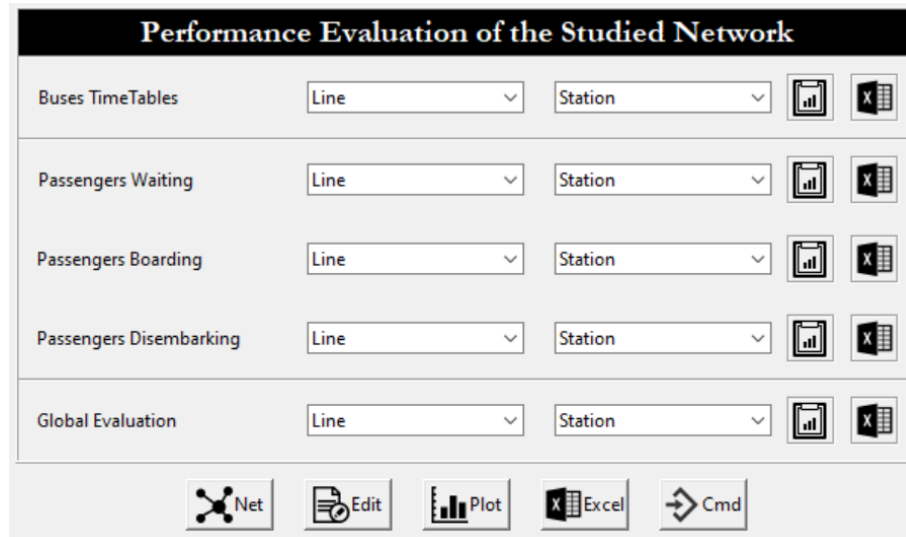 Performance Evaluation of the Studied Network
Buses TimeTables Line Station
Passengers Waiting Line Station
Passengers Boarding Line Station
Passengers Disembarking Line Station
Global Evaluation Line Station
Net Edit Plot Excel Cmd